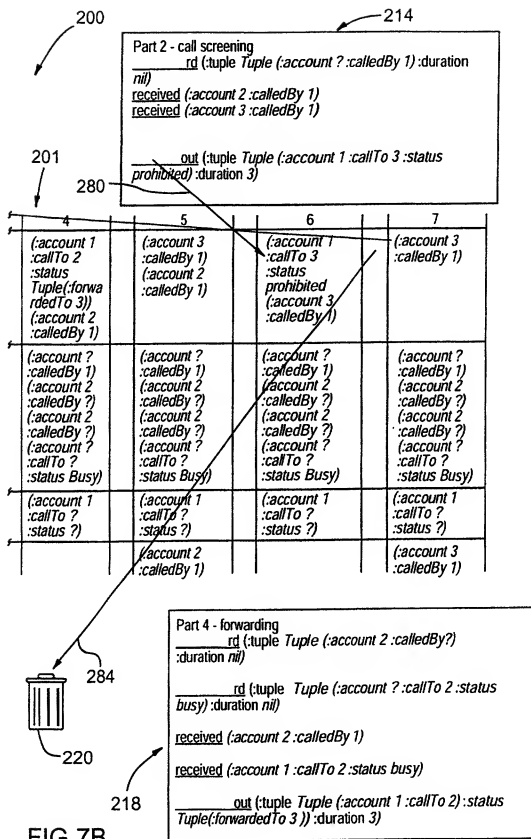 200
214
Part 2 - call screening
rd (:tuple Tuple (:account ? :calledBy 1) :duration
nil)
received (:account 2 :calledBy 1)
received (:account 3 :calledBy 1)
out (:tuple Tuple (:account 1 :callTo 3 :status
prohibited) :duration 3)
201
280
4
5
6
7
(:account 1
:callTo 2
:status
Tuple(:forwa
rdedTo 3))
(:account 2
:calledBy 1)
(:account 3
:calledBy 1)
(:account 2
:calledBy 1)
(:account 1
:callTo 3
:status
prohibited
(:account 3
:calledBy 1)
(:account 3
:calledBy 1)
(:account ?
:calledBy 1)
(:account 2
:calledBy ?)
(:account 2
:calledBy ?)
(:account ?
:callTo ?
:status Busy)
(:account ?
:calledBy 1)
(:account 2
:calledBy ?)
(:account 2
:calledBy ?)
(:account ?
:callTo ?
:status Busy)
(:account ?
:calledBy 1)
(:account 2
:calledBy ?)
(:account 2
:calledBy ?)
(:account ?
:callTo ?
:status Busy)
(:account ?
:calledBy 1)
(:account 2
:calledBy ?)
(:account 2
:calledBy ?)
(:account ?
:callTo ?
:status Busy)
(:account 1
:callTo ?
:status ?)
(:account 1
:callTo ?
:status ?)
(:account 1
:callTo ?
:status ?)
(:account 1
:callTo ?
:status ?)
(:account 2
:calledBy 1)
(:account 3
:calledBy 1)
284
220
218
Part 4 - forwarding
rd (:tuple Tuple (:account 2 :calledBy?)
:duration nil)
rd (:tuple Tuple (:account ? :callTo 2 :status
busy) :duration nil)
received (:account 2 :calledBy 1)
received (:account 1 :callTo 2 :status busy)
out (:tuple Tuple (:account 1 :callTo 2) :status
Tuple(:forwardedTo 3 )) :duration 3)
FIG 7B